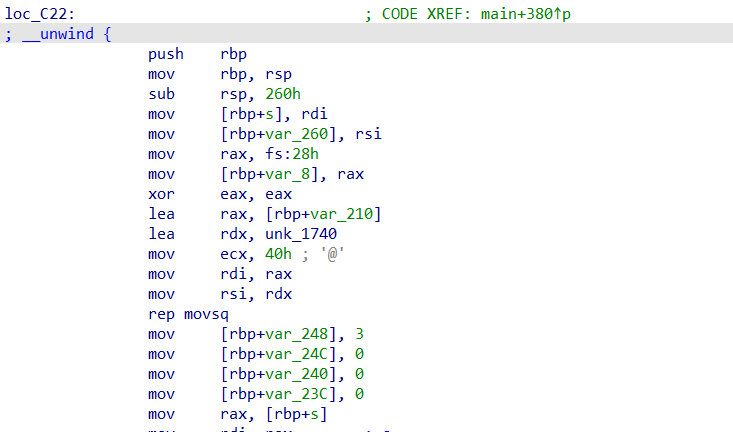 loc_C22: ; CODE XREF: main+380↑p
; __unwind {
push rbp
mov rbp, rsp
sub rsp, 260h
mov [rbp+s], rdi
mov [rbp+var_260], rsi
mov rax, fs:28h
mov [rbp+var_8], rax
xor eax, eax
lea rax, [rbp+var_210]
lea rdx, unk_1740
mov ecx, 40h ; '@'
mov rdi, rax
mov rsi, rdx
rep movsq
mov [rbp+var_248], 3
mov [rbp+var_24C], 0
mov [rbp+var_240], 0
mov [rbp+var_23C], 0
mov rax, [rbp+s]